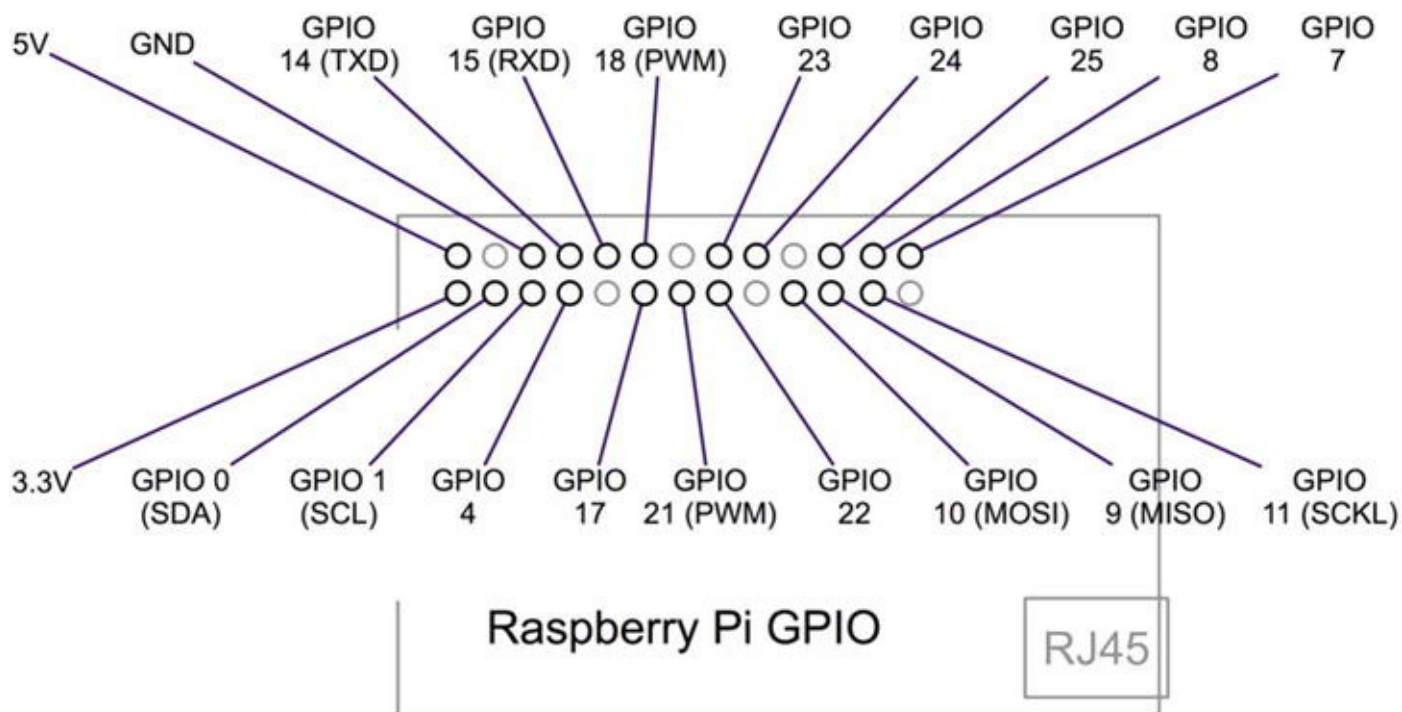 5V
GND
GPIO
14 (TXD)
GPIO
15 (RXD)
GPIO
18 (PWM)
GPIO
23
GPIO
24
GPIO
25
GPIO
8
GPIO
7
3.3V
GPIO 0
(SDA)
GPIO 1
(SCL)
GPIO
4
GPIO
17
GPIO
21 (PWM)
GPIO
22
GPIO
10 (MOSI)
GPIO
9 (MISO)
GPIO
11 (SCKL)
Raspberry Pi GPIO
RJ45